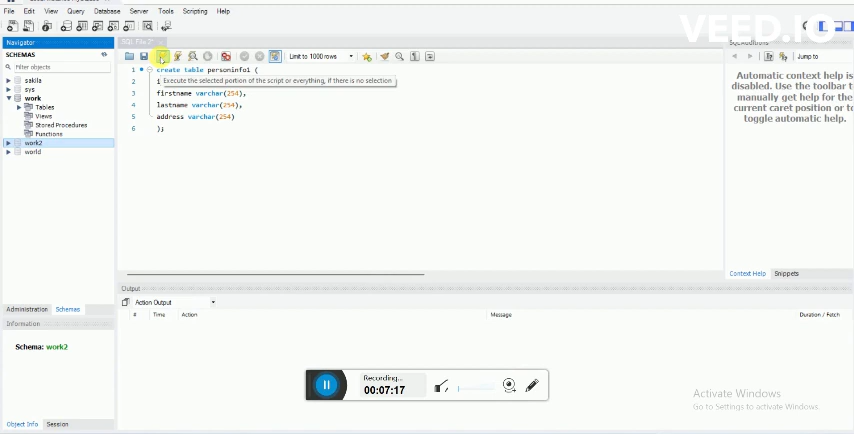 File Edit View Query Database Server Tools Scripting Help
VEED.IO
Navigator
SCHEMAS
Filter objects
sakila
sys
work
Tables
Views
Stored Procedures
Functions
work2
world
Administration Schemas
Information
Schema: work2
Object Info Session
SQL File 2*
Limit to 1000 rows
1 create table personinfo1 (
2 i
Execute the selected portion of the script or everything, if there is no selection
3 firstname varchar(254),
4 lastname varchar(254),
5 address varchar(254)
6 );
SQLAdditions
Jump to
Automatic context help is
disabled. Use the toolbar t
manually get help for the
current caret position or to
toggle automatic help.
Context Help Snippets
Output
Action Output
# Time Action Message Duration / Fetch
Recording...
00:07:17
Activate Windows
Go to Settings to activate Windows.